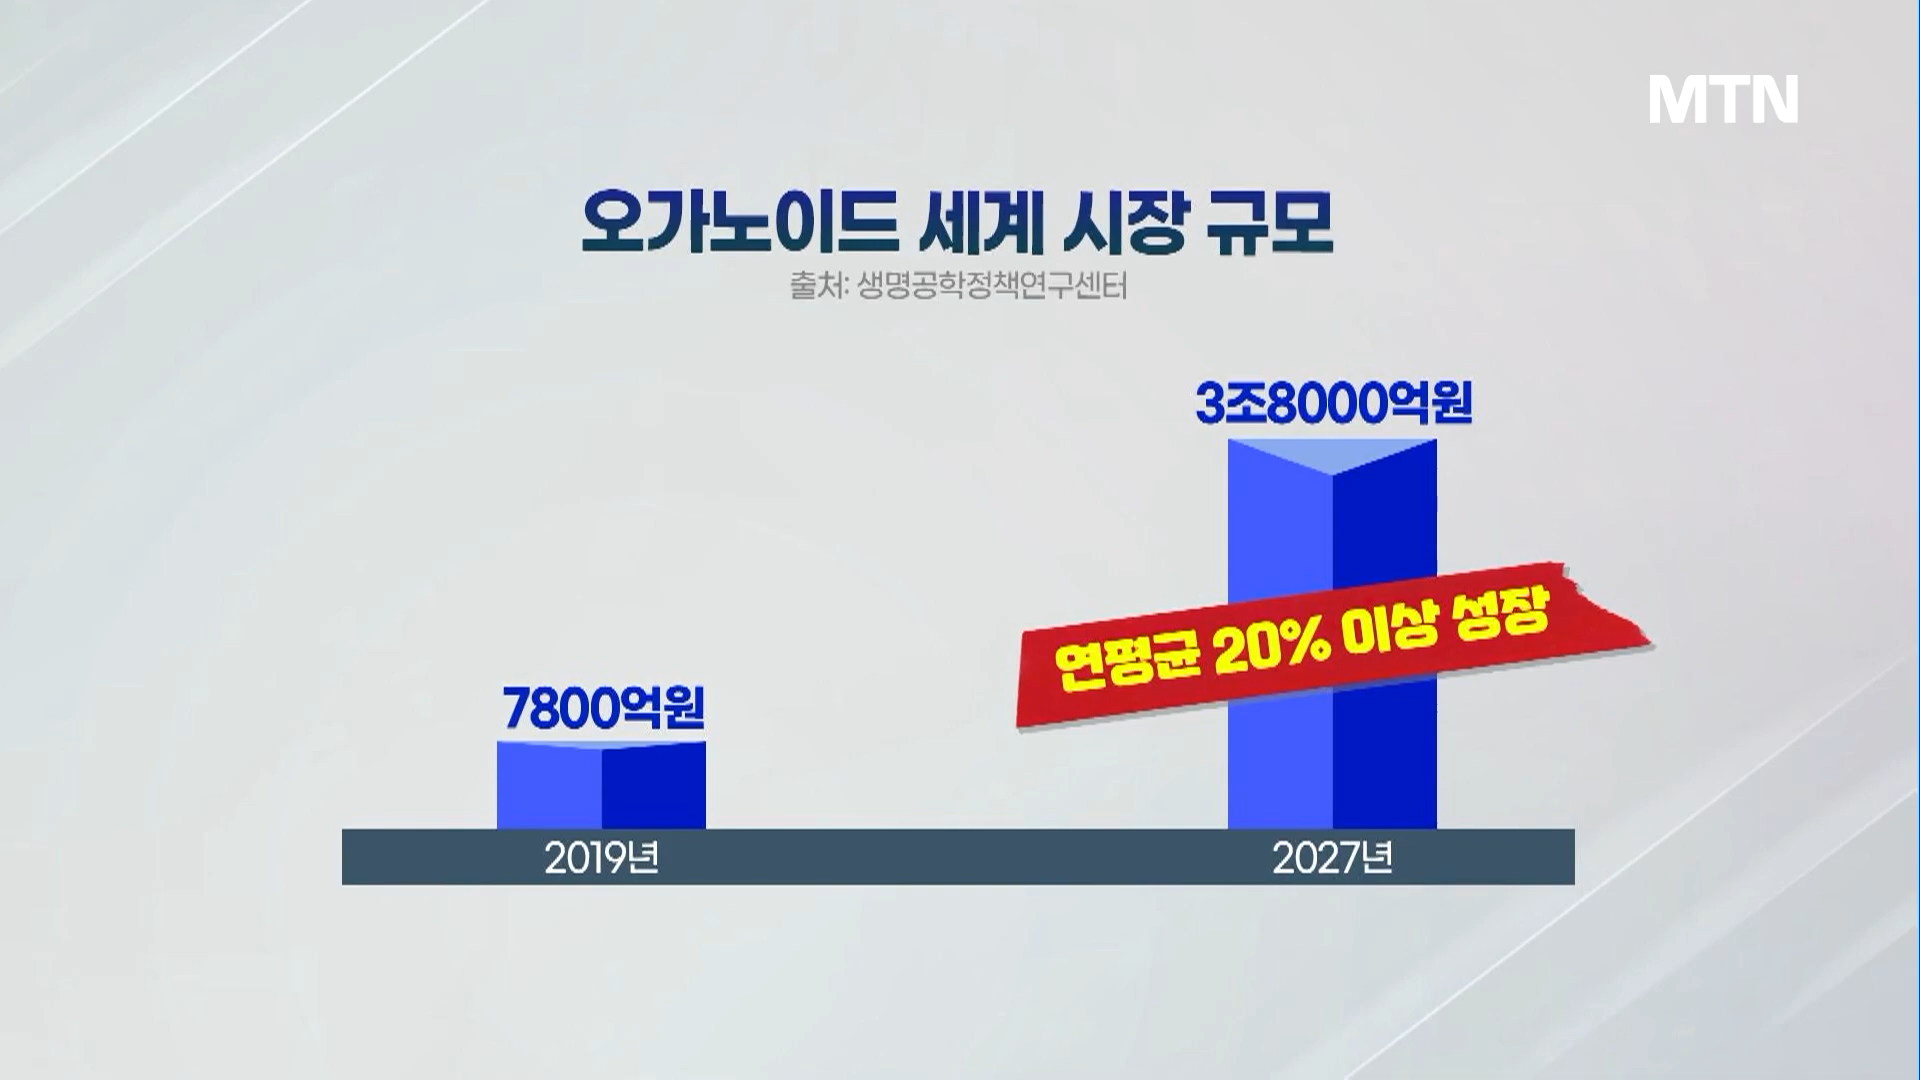 MTN
오가노이드 세계 시장 규모
출처: 생명공학정책연구센터
3조8000억원
연평균 20% 이상 성장
7800억원
2019년
2027년